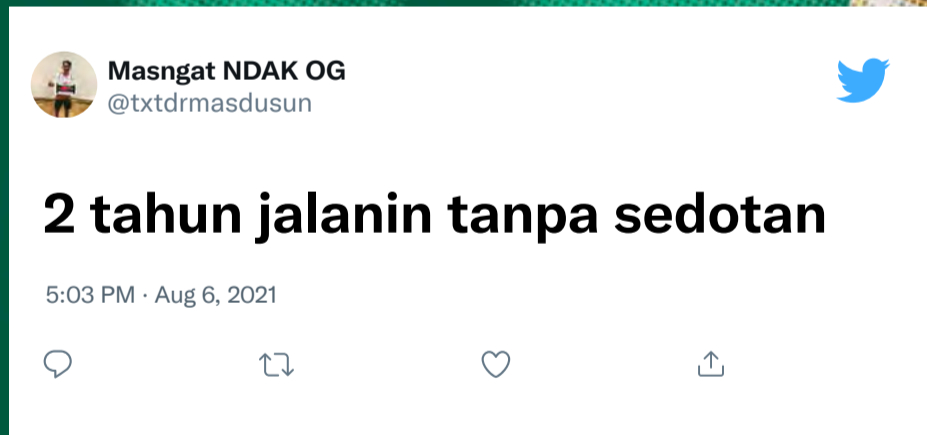 Masngat NDAK OG
@txtdrmasdusun
2 tahun jalanin tanpa sedotan
5:03 PM · Aug 6, 2021